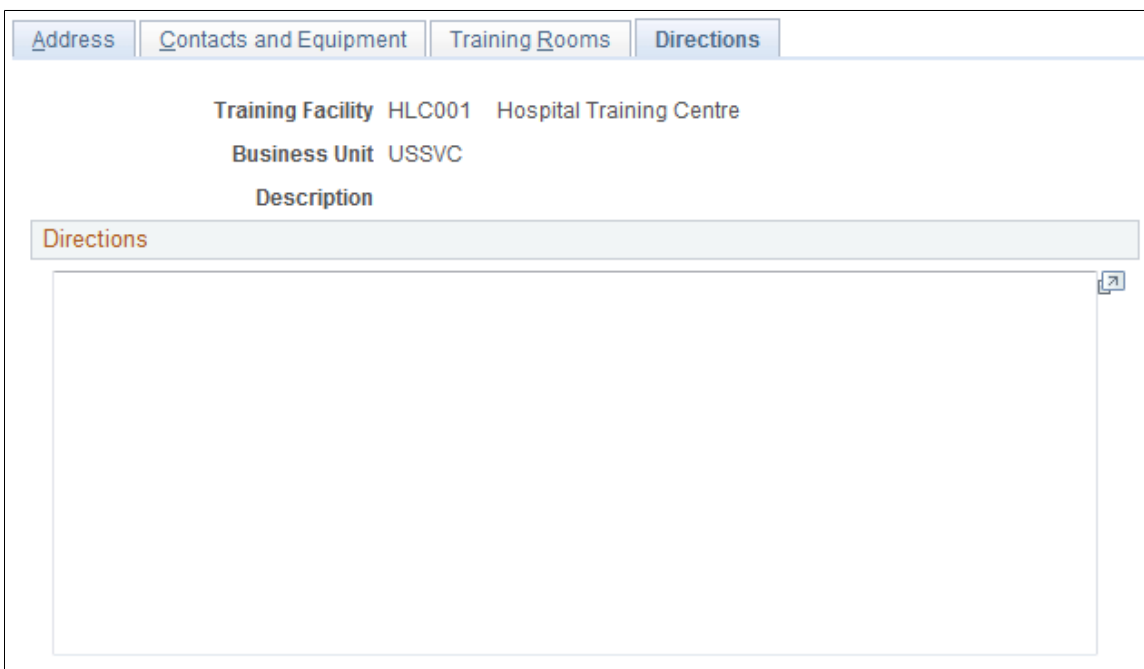 Address Contacts and Equipment Training Rooms Directions
Training Facility HLC001 Hospital Training Centre
Business Unit USSVC
Description
Directions